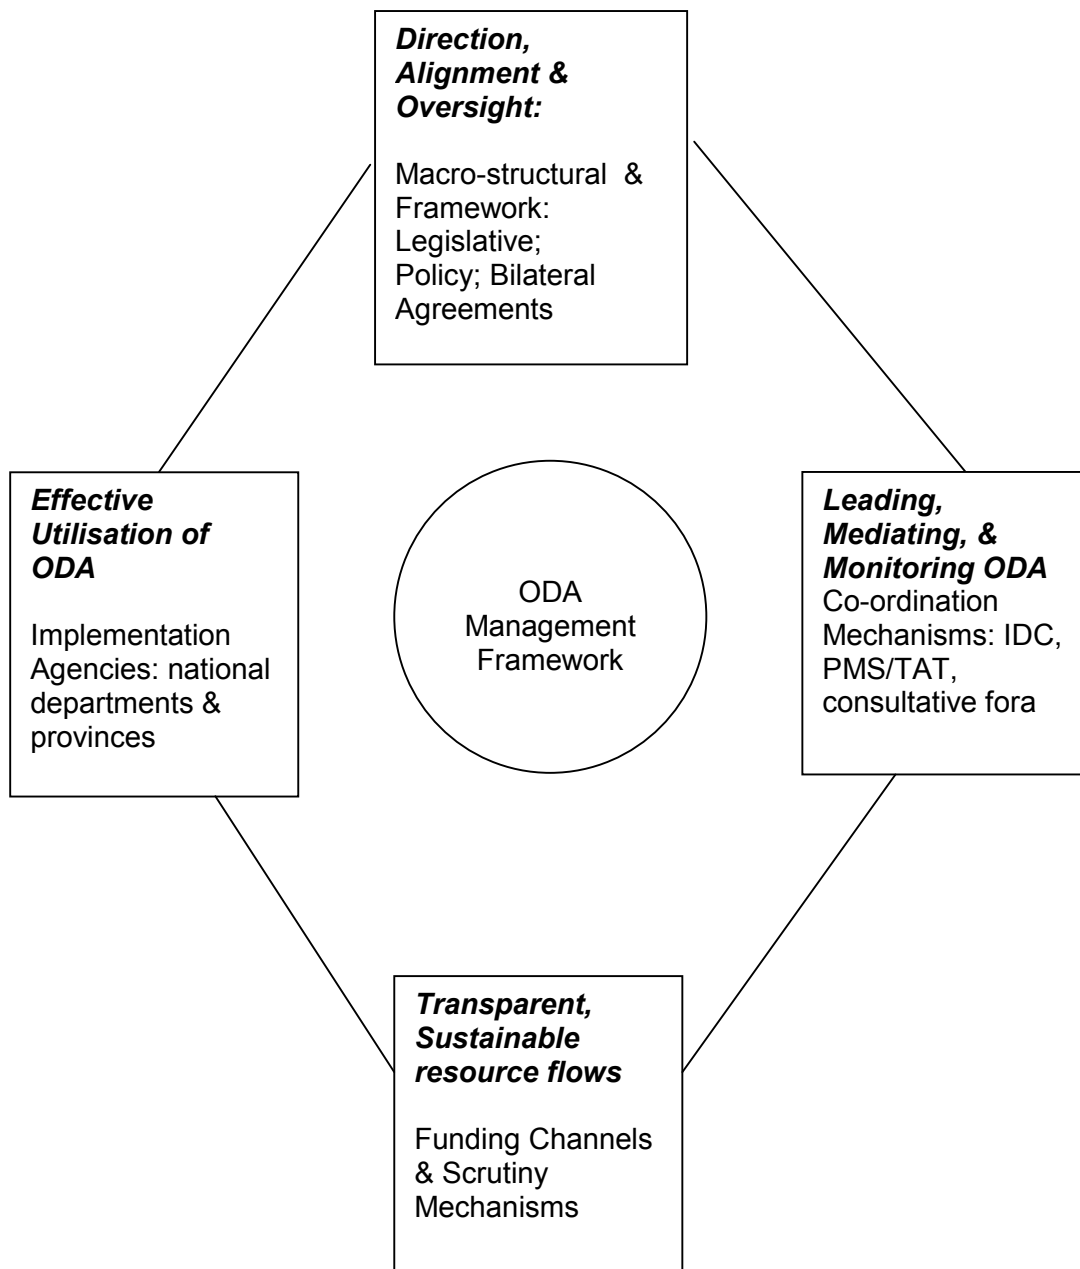 Direction,
Alignment &
Oversight:
Macro-structural &
Framework:
Legislative;
Policy; Bilateral
Agreements
Effective
Utilisation of
ODA
Implementation
Agencies: national
departments &
provinces
ODA
Management
Framework
Leading,
Mediating, &
Monitoring ODA
Co-ordination
Mechanisms: IDC,
PMS/TAT,
consultative fora
Transparent,
Sustainable
resource flows
Funding Channels
& Scrutiny
Mechanisms